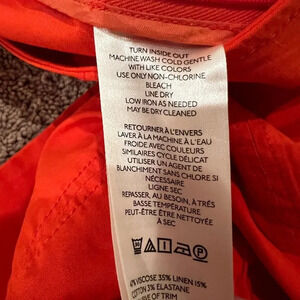 TURN INSIDE OUT
MACHINE WASH COLD GENTLE
WITH LIKE COLORS
USE ONLY NON-CHLORINE
BLEACH
LINE DRY
LOW IRON AS NEEDED
MAY BE DRY CLEANED
RETOURNER À L'ENVERS
LAVER À LA MACHINE À L'EAU
FROIDE AVEC COULEURS
SIMILAIRES CYCLE DÉLICAT
UTILISER UN AGENT DE
BLANCHIMENT SANS CHLORE SI
NÉCESSAIRE
LIGNE SEC
REPASSER, AU BESOIN, À TRÈS
BASSE TEMPÉRATURE
PEUT-ÊTRE ÊTRE NETTOYÉE
À SEC
VISCOSE 35% LINEN 15%
COTTON 3% ELASTANE
OF TRIM